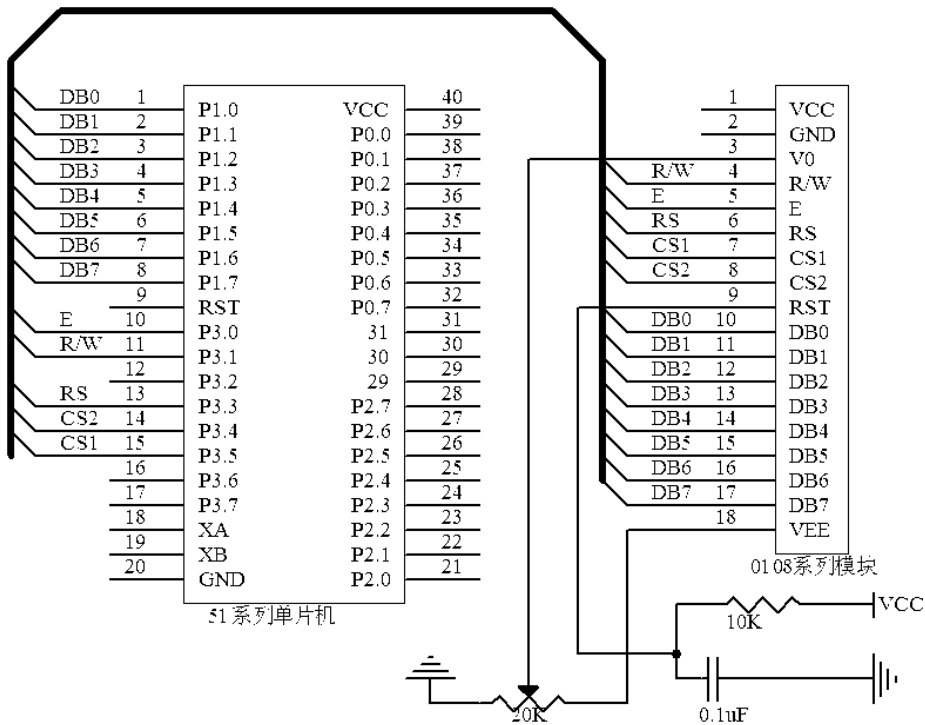 DB0 1 P1.0 VCC 40
DB1 2 P1.1 P0.0 39
DB2 3 P1.2 P0.1 38
DB3 4 P1.3 P0.2 37
DB4 5 P1.4 P0.3 36
DB5 6 P1.5 P0.4 35
DB6 7 P1.6 P0.5 34
DB7 8 P1.7 P0.6 33
9 RST P0.7 32
E 10 P3.0 31 31
R/W 11 P3.1 30 30
12 P3.2 29 29
RS 13 P3.3 P2.7 28
CS2 14 P3.4 P2.6 27
CS1 15 P3.5 P2.5 26
16 P3.6 P2.4 25
17 P3.7 P2.3 24
18 XA P2.2 23
19 XB P2.1 22
20 GND P2.0 21
51系列单片机
1 VCC
2 GND
3 V0
R/W 4 R/W
E 5 E
RS 6 RS
CS1 7 CS1
CS2 8 CS2
9 RST
DB0 10 DB0
DB1 11 DB1
DB2 12 DB2
DB3 13 DB3
DB4 14 DB4
DB5 15 DB5
DB6 16 DB6
DB7 17 DB7
18 VEE
0108系列模块
10K
VCC
20K
0.1uF